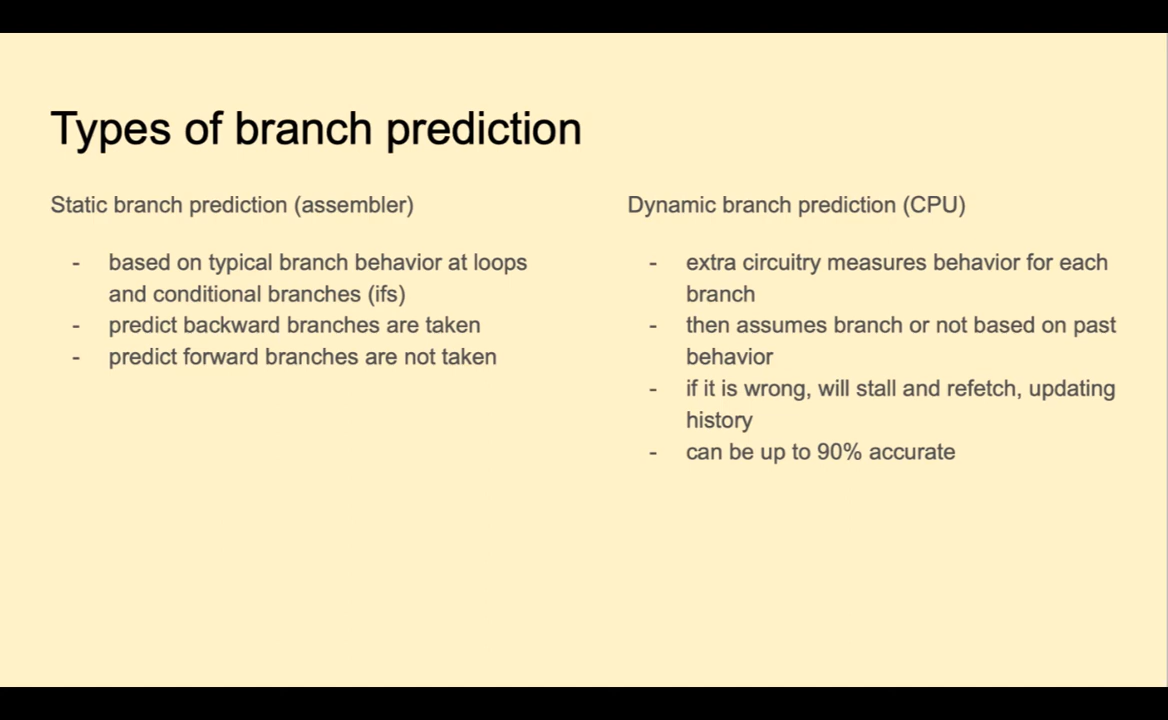 Types of branch prediction
Static branch prediction (assembler)
- based on typical branch behavior at loops
and conditional branches (ifs)
- predict backward branches are taken
- predict forward branches are not taken
Dynamic branch prediction (CPU)
- extra circuitry measures behavior for each
branch
- then assumes branch or not based on past
behavior
- if it is wrong, will stall and refetch, updating
history
- can be up to 90% accurate